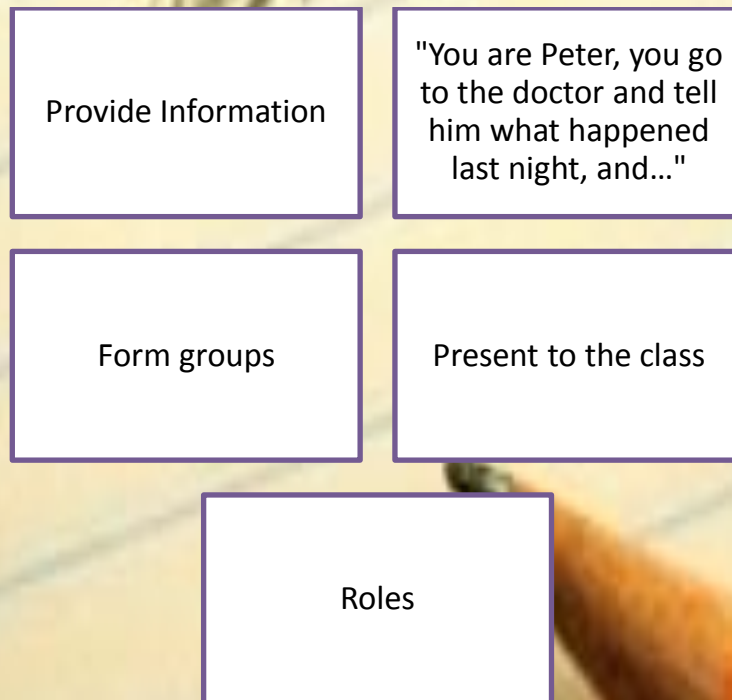 Provide Information
"You are Peter, you go
to the doctor and tell
him what happened
last night, and…"
Form groups
Present to the class
Roles